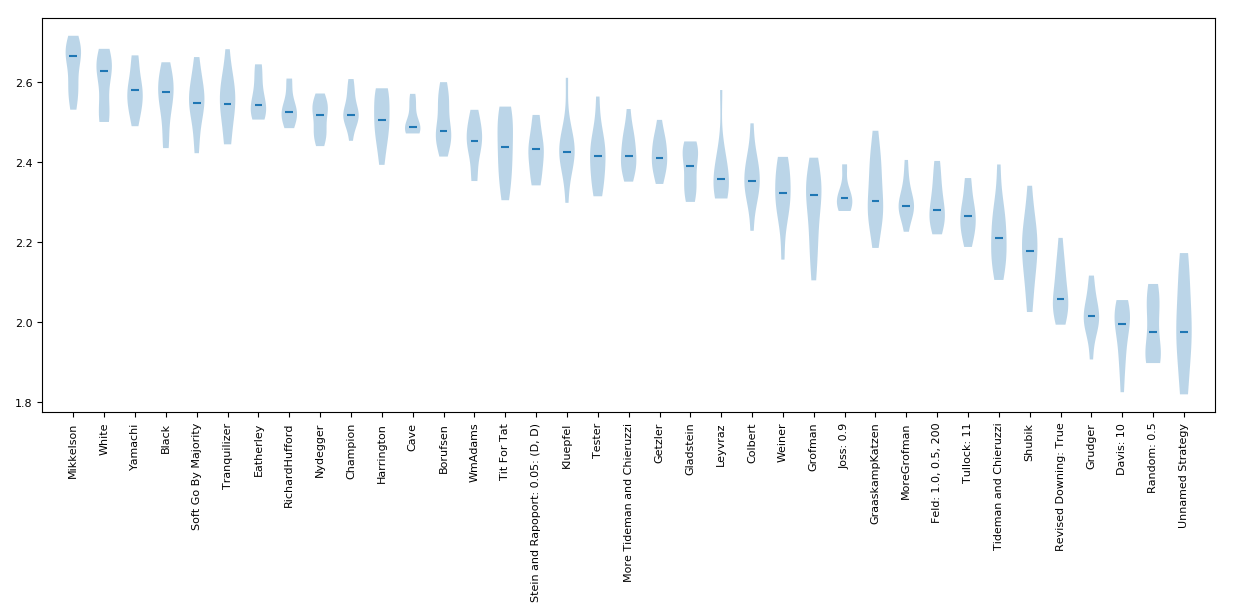 2.6
2.4
2.2
2.0
1.8
Mikkelson
White
Yamachi
Black
Soft Go By Majority
Tranquilizer
Eatherley
RichardHufford
Nydegger
Champion
Harrington
Cave
Borufsen
WmAdams
Tit For Tat
Stein and Rapoport: 0.05: (D, D)
Kluepfel
Tester
More Tideman and Chieruzzi
Getzler
Gladstein
Leyvraz
Colbert
Weiner
Grofman
Joss: 0.9
GraaskampKatzen
MoreGrofman
Feld: 1.0, 0.5, 200
Tullock: 11
Tideman and Chieruzzi
Shubik
Revised Downing: True
Grudger
Davis: 10
Random: 0.5
Unnamed Strategy